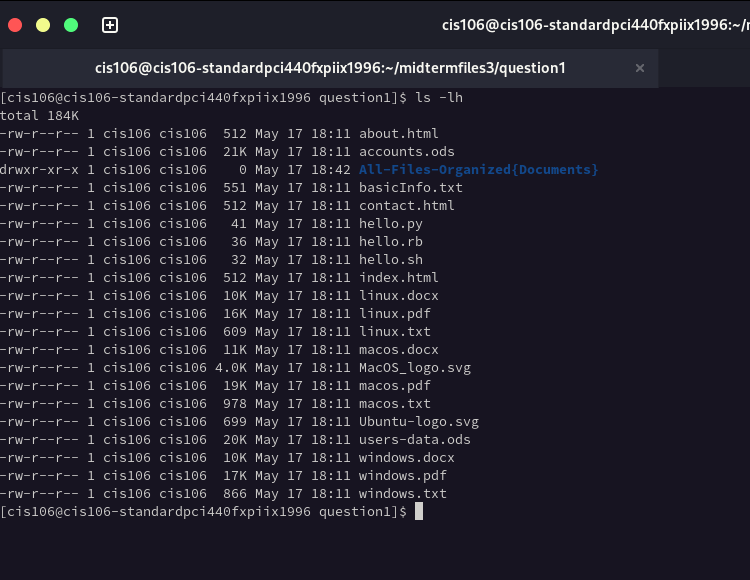 cis106@cis106-standardpci440fxpiix1996:~/
cis106@cis106-standardpci440fxpiix1996:~/midtermfiles3/question1 ×
[cis106@cis106-standardpci440fxpiix1996 question1]$ ls -lh
total 184K
-rw-r--r-- 1 cis106 cis106  512 May 17 18:11 about.html
-rw-r--r-- 1 cis106 cis106  21K May 17 18:11 accounts.ods
drwxr-xr-x 1 cis106 cis106    0 May 17 18:42 All-Files-Organized{Documents}
-rw-r--r-- 1 cis106 cis106  551 May 17 18:11 basicInfo.txt
-rw-r--r-- 1 cis106 cis106  512 May 17 18:11 contact.html
-rw-r--r-- 1 cis106 cis106   41 May 17 18:11 hello.py
-rw-r--r-- 1 cis106 cis106   36 May 17 18:11 hello.rb
-rw-r--r-- 1 cis106 cis106   32 May 17 18:11 hello.sh
-rw-r--r-- 1 cis106 cis106  512 May 17 18:11 index.html
-rw-r--r-- 1 cis106 cis106  10K May 17 18:11 linux.docx
-rw-r--r-- 1 cis106 cis106  16K May 17 18:11 linux.pdf
-rw-r--r-- 1 cis106 cis106  609 May 17 18:11 linux.txt
-rw-r--r-- 1 cis106 cis106  11K May 17 18:11 macos.docx
-rw-r--r-- 1 cis106 cis106 4.0K May 17 18:11 MacOS_logo.svg
-rw-r--r-- 1 cis106 cis106  19K May 17 18:11 macos.pdf
-rw-r--r-- 1 cis106 cis106  978 May 17 18:11 macos.txt
-rw-r--r-- 1 cis106 cis106  699 May 17 18:11 Ubuntu-logo.svg
-rw-r--r-- 1 cis106 cis106  20K May 17 18:11 users-data.ods
-rw-r--r-- 1 cis106 cis106  10K May 17 18:11 windows.docx
-rw-r--r-- 1 cis106 cis106  17K May 17 18:11 windows.pdf
-rw-r--r-- 1 cis106 cis106  866 May 17 18:11 windows.txt
[cis106@cis106-standardpci440fxpiix1996 question1]$